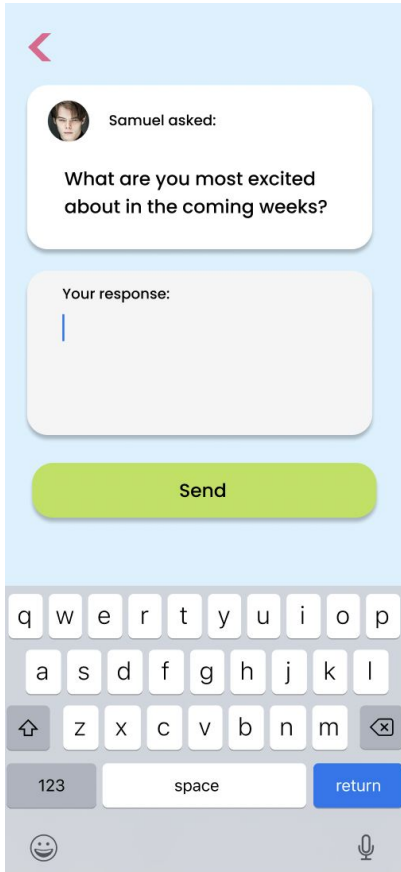 Samuel asked:
What are you most excited
about in the coming weeks?
Your response:
Send
q w e r t y u i o p
a s d f g h j k l
z x c v b n m
123 space return